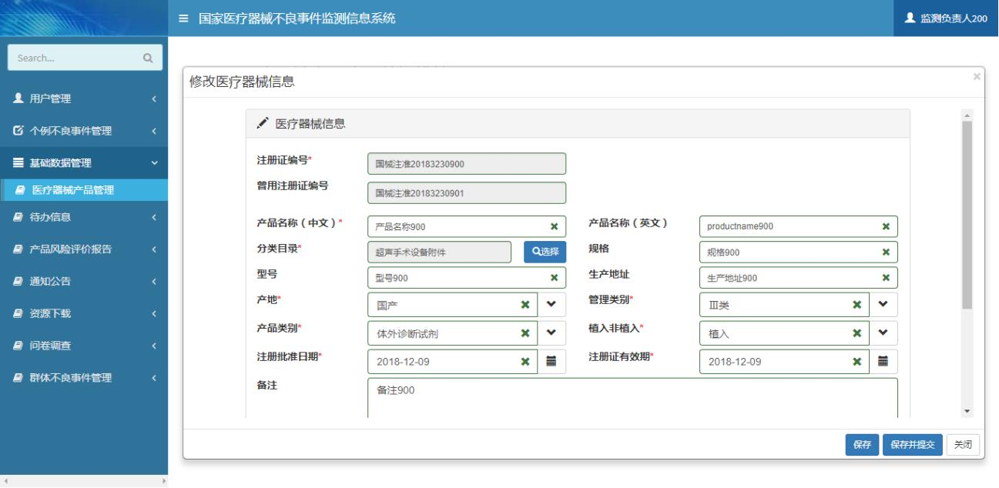 国家医疗器械不良事件监测信息系统
监测负责人200
Search...
用户管理
个例不良事件管理
基础数据管理
医疗器械产品管理
待办信息
产品风险评价报告
通知公告
资源下载
问卷调查
群体不良事件管理
修改医疗器械信息
医疗器械信息
注册证编号*
国械注准20183230900
曾用注册证编号
国械注准20183230901
产品名称（中文）*
产品名称900
产品名称（英文）
productname900
分类目录*
超声手术设备附件
选择
规格
规格900
型号
型号900
生产地址
生产地址900
产地*
国产
管理类别*
Ⅲ类
产品类别*
体外诊断试剂
植入非植入*
植入
注册批准日期*
2018-12-09
注册证有效期*
2018-12-09
备注
备注900
保存
保存并提交
关闭